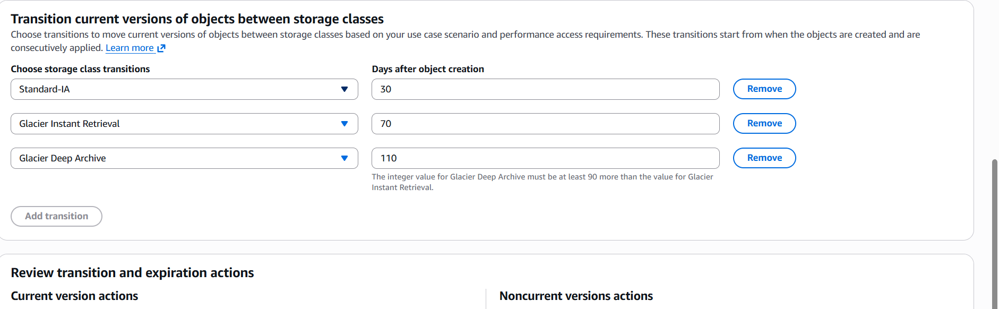 Transition current versions of objects between storage classes
Choose transitions to move current versions of objects between storage classes based on your use case scenario and performance access requirements. These transitions start from when the objects are created and are
consecutively applied. Learn more
Choose storage class transitions
Days after object creation
Standard-IA
30
Remove
Glacier Instant Retrieval
70
Remove
Glacier Deep Archive
110
Remove
The integer value for Glacier Deep Archive must be at least 90 more than the value for Glacier
Instant Retrieval.
Add transition
Review transition and expiration actions
Current version actions
Noncurrent versions actions